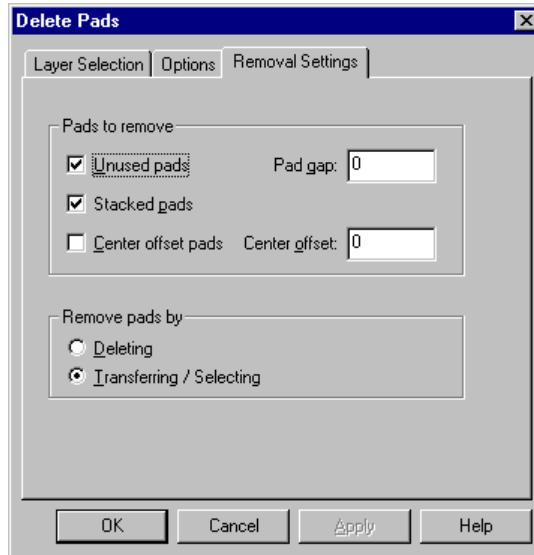 Delete Pads
Layer Selection Options Removal Settings
Pads to remove
Unused pads Pad gap: 0
Stacked pads
Center offset pads Center offset: 0
Remove pads by
Deleting
Transferring / Selecting
OK Cancel Apply Help